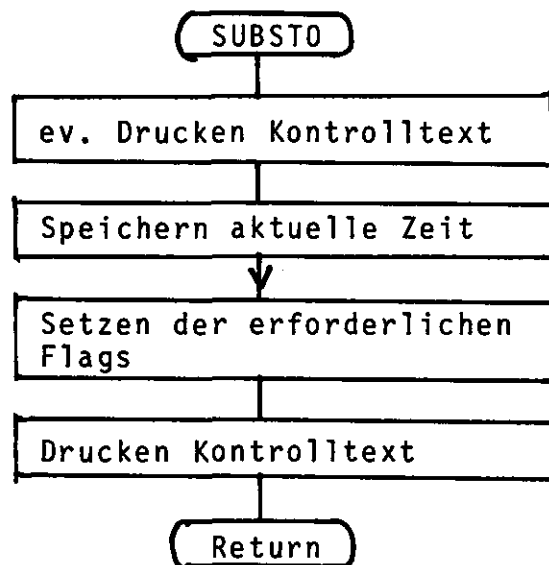 SUBSTO
ev. Drucken Kontrolltext
Speichern aktuelle Zeit
Setzen der erforderlichen
Flags
Drucken Kontrolltext
Return